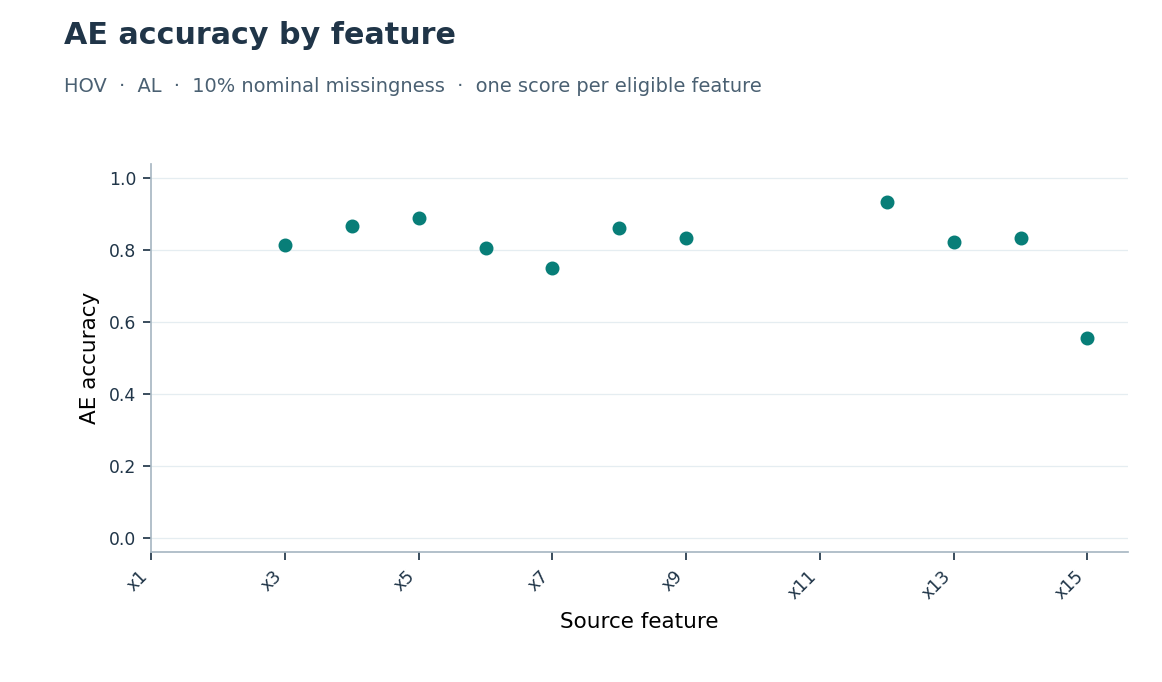 AE accuracy by feature
HOV · AL · 10% nominal missingness · one score per eligible feature
AE accuracy
1.0
0.8
0.6
0.4
0.2
0.0
x1 x3 x5 x7 x9 x11 x13 x15
Source feature